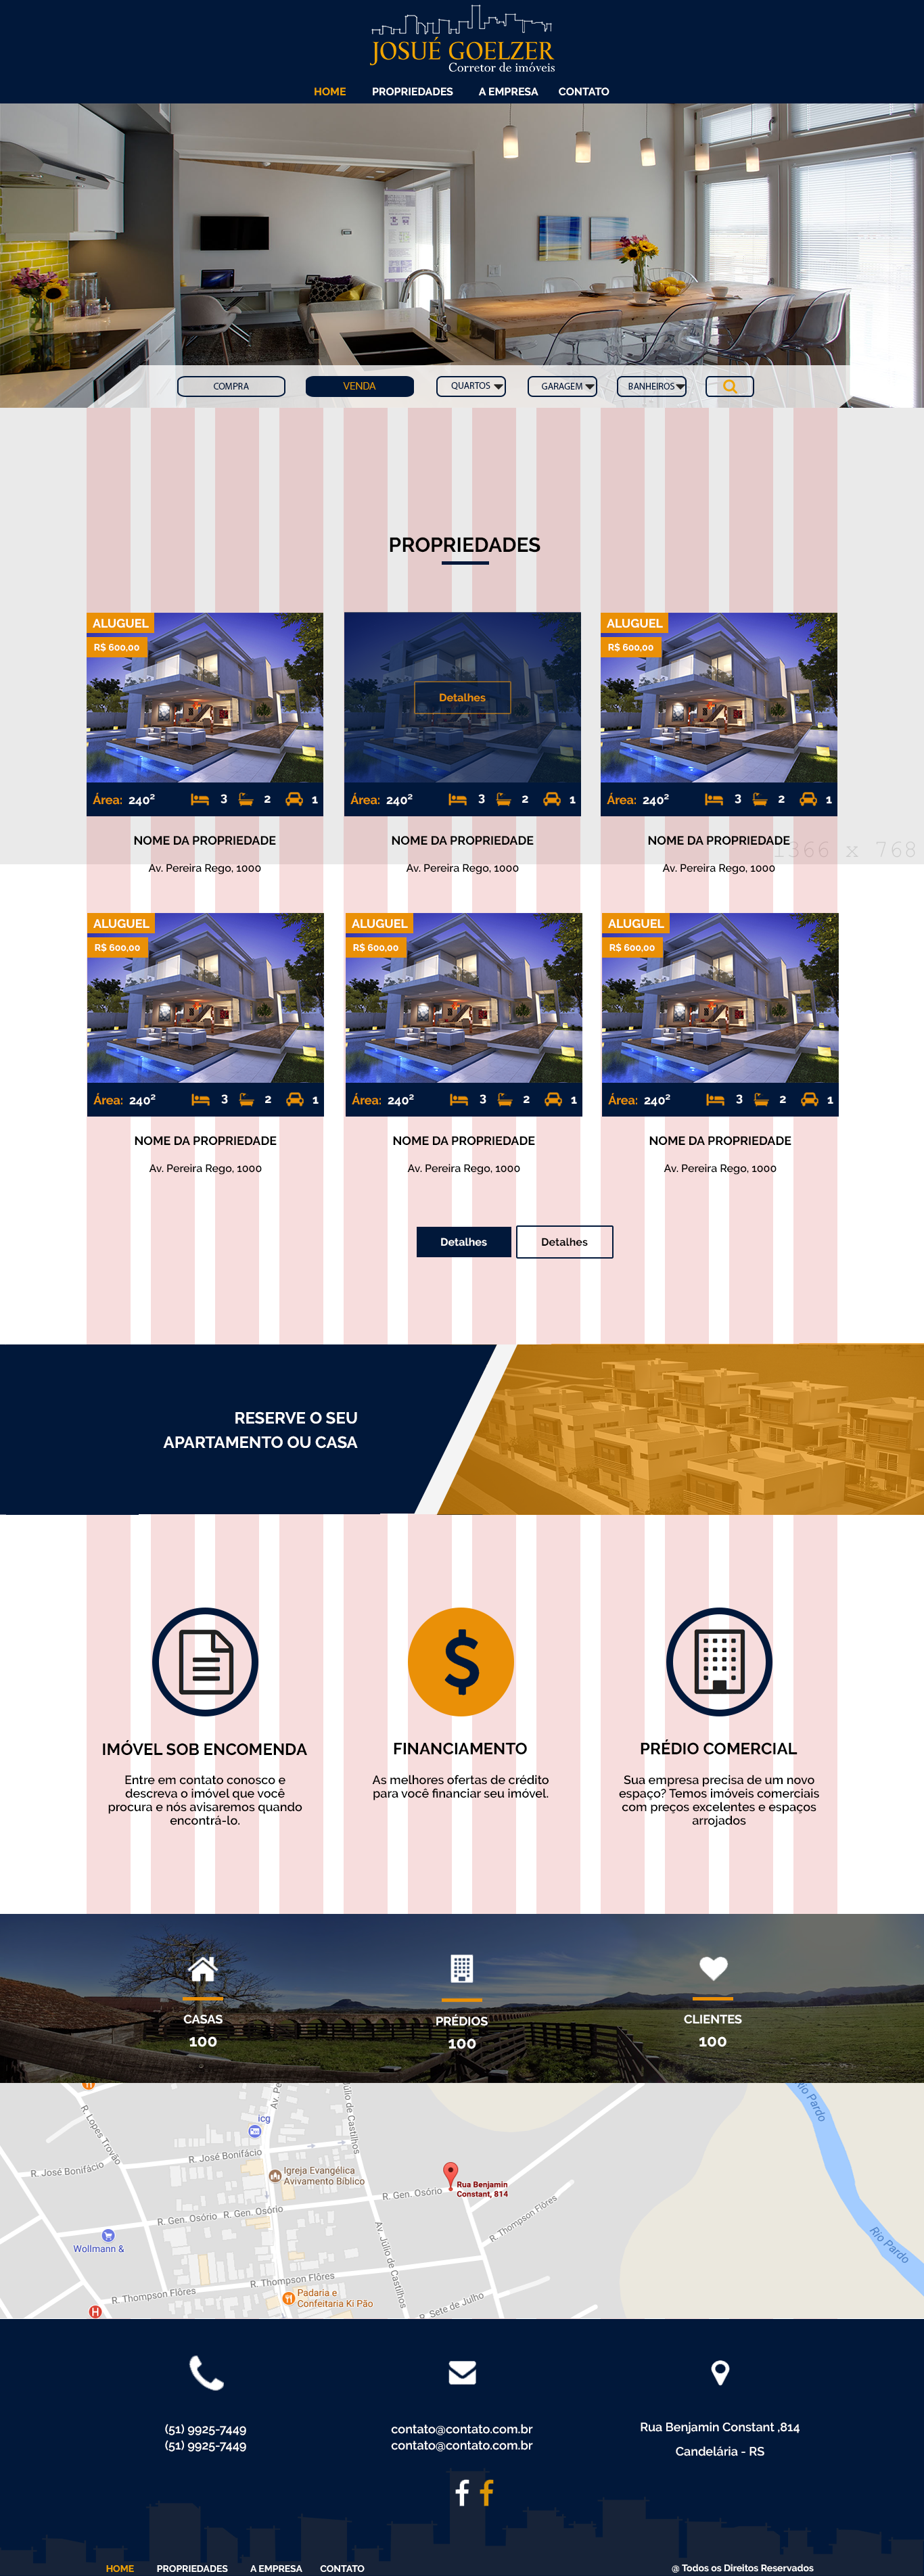 JOSUÉ GOELZER
Corretor de imóveis
HOME PROPRIEDADES A EMPRESA CONTATO
COMPRA VENDA QUARTOS GARAGEM BANHEIROS
PROPRIEDADES
ALUGUEL
R$ 600,00
Área: 240² 3 2 1
NOME DA PROPRIEDADE
Av. Pereira Rego, 1000
Detalhes
Área: 240² 3 2 1
NOME DA PROPRIEDADE
Av. Pereira Rego, 1000
ALUGUEL
R$ 600,00
Área: 240² 3 2 1
NOME DA PROPRIEDADE
Av. Pereira Rego, 1000
1366 x 768
ALUGUEL
R$ 600,00
Área: 240² 3 2 1
NOME DA PROPRIEDADE
Av. Pereira Rego, 1000
ALUGUEL
R$ 600,00
Área: 240² 3 2 1
NOME DA PROPRIEDADE
Av. Pereira Rego, 1000
ALUGUEL
R$ 600,00
Área: 240² 3 2 1
NOME DA PROPRIEDADE
Av. Pereira Rego, 1000
Detalhes Detalhes
RESERVE O SEU
APARTAMENTO OU CASA
IMÓVEL SOB ENCOMENDA
Entre em contato conosco e
descreva o imóvel que você
procura e nós avisaremos quando
encontrá-lo.
FINANCIAMENTO
As melhores ofertas de crédito
para você financiar seu imóvel.
PRÉDIO COMERCIAL
Sua empresa precisa de um novo
espaço? Temos imóveis comerciais
com preços excelentes e espaços
arrojados
CASAS
100
PRÉDIOS
100
CLIENTES
100
R. Lopes Trovão
Av. Pe
Júlio de Castilhos
Rio Pardo
icg
R. José Bonifácio
R. José Bonifácio
Igreja Evangélica
Avivamento Bíblico
Rua Benjamin
Constant, 814
R. Gen. Osório
R. Gen. Osório
R. Gen. Osório
R. Thompson Flôres
Wollmann &
Av. Júlio de Castilhos
Rio Pardo
R. Thompson Flôres
R. Thompson Flôres
Padaria e
Confeitaria Ki Pão
R. Sete de Julho
H
(51) 9925-7449
(51) 9925-7449
contato@contato.com.br
contato@contato.com.br
Rua Benjamin Constant ,814
Candelária - RS
HOME PROPRIEDADES A EMPRESA CONTATO
@ Todos os Direitos Reservados